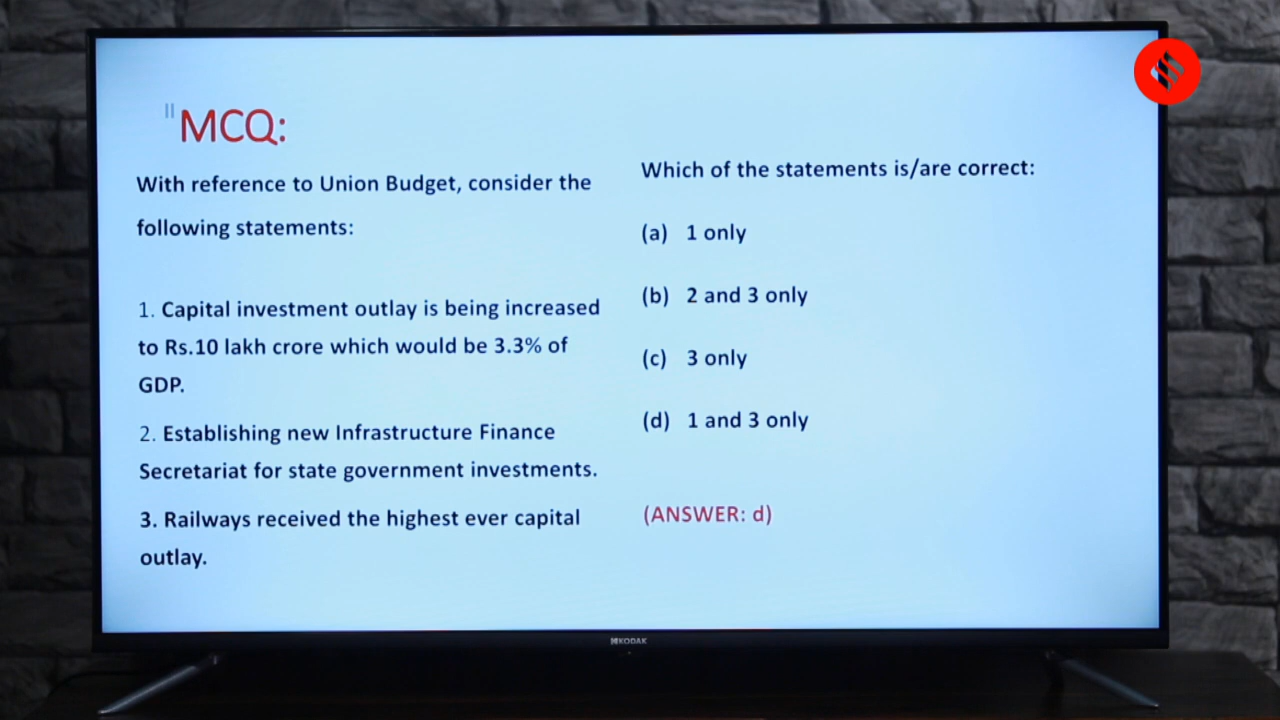 MCQ:
With reference to Union Budget, consider the
following statements:
1. Capital investment outlay is being increased
to Rs.10 lakh crore which would be 3.3% of
GDP.
2. Establishing new Infrastructure Finance
Secretariat for state government investments.
3. Railways received the highest ever capital
outlay.
Which of the statements is/are correct:
(a) 1 only
(b) 2 and 3 only
(c) 3 only
(d) 1 and 3 only
(ANSWER: d)
KODAK